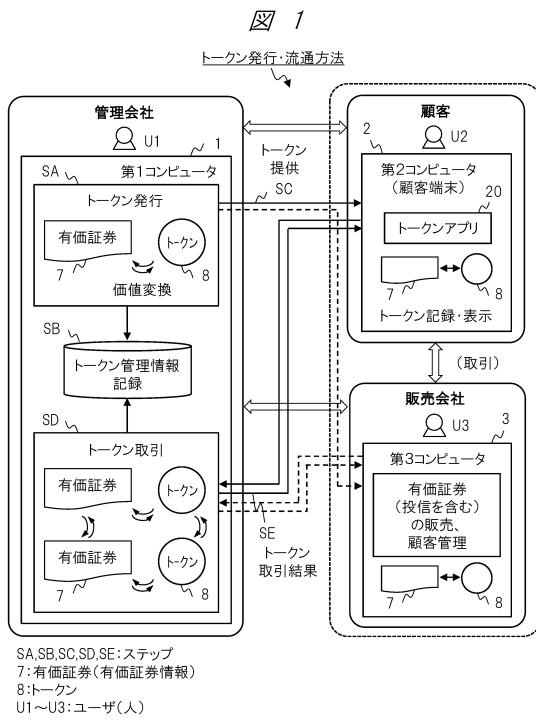 図 1
トークン発行・流通方法
管理会社
U1
1
第1コンピュータ
SA
トークン発行
有価証券
トークン
7
8
価値変換
SB
トークン管理情報
記録
SD
トークン取引
有価証券
トークン
有価証券
トークン
7
8
トークン
提供
SC
SE
トークン
取引結果
顧客
2
U2
第2コンピュータ
(顧客端末)
20
トークンアプリ
7
8
トークン記録・表示
(取引)
販売会社
U3
3
第3コンピュータ
有価証券
(投信を含む)
の販売、
顧客管理
7
8
SA,SB,SC,SD,SE:ステップ
7:有価証券(有価証券情報)
8:トークン
U1~U3:ユーザ(人)